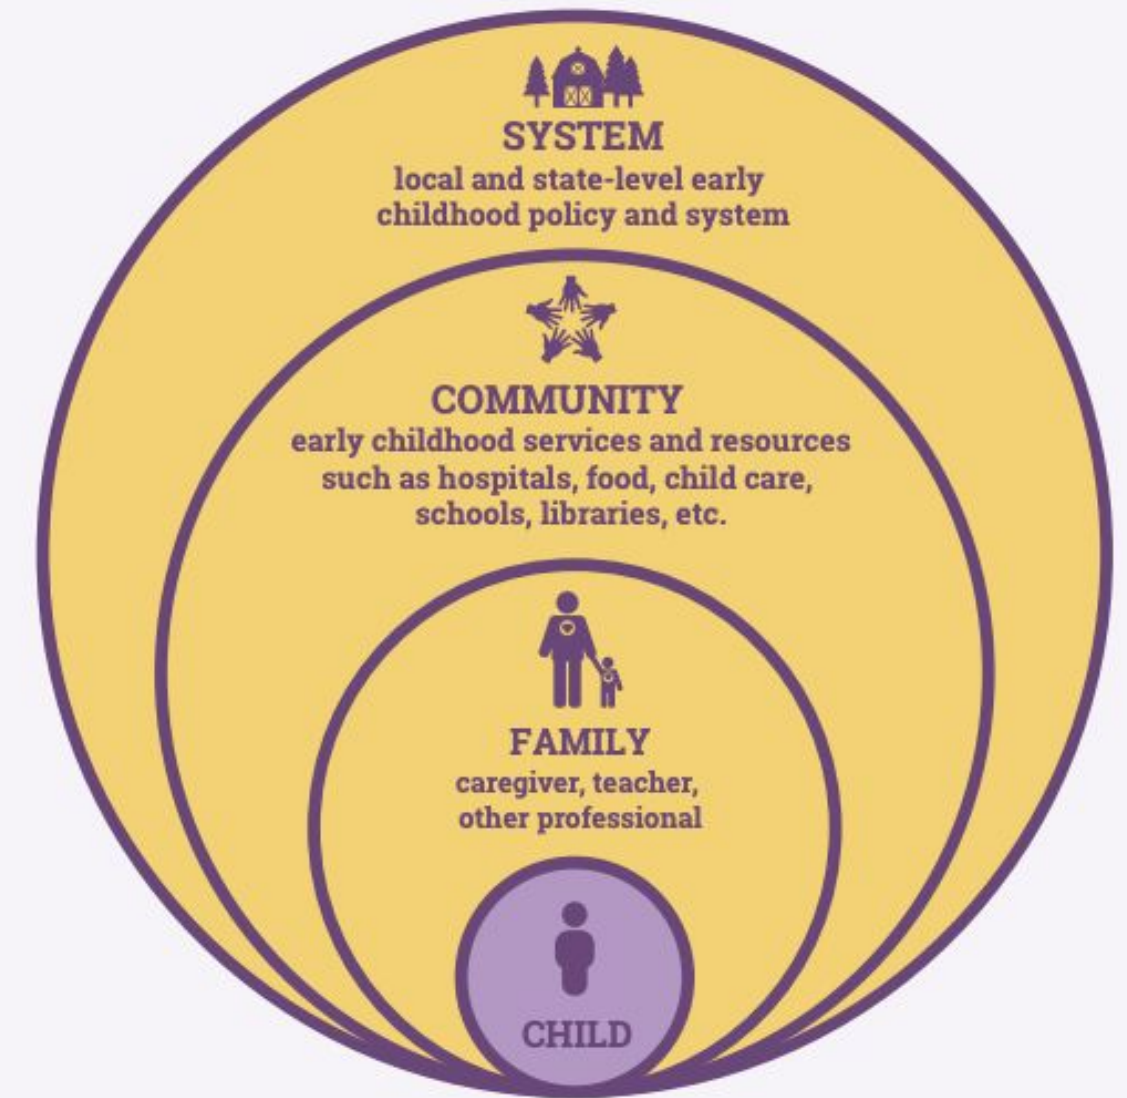 SYSTEM
local and state-level early
childhood policy and system
COMMUNITY
early childhood services and resources
such as hospitals, food, child care,
schools, libraries, etc.
FAMILY
caregiver, teacher,
other professional
CHILD